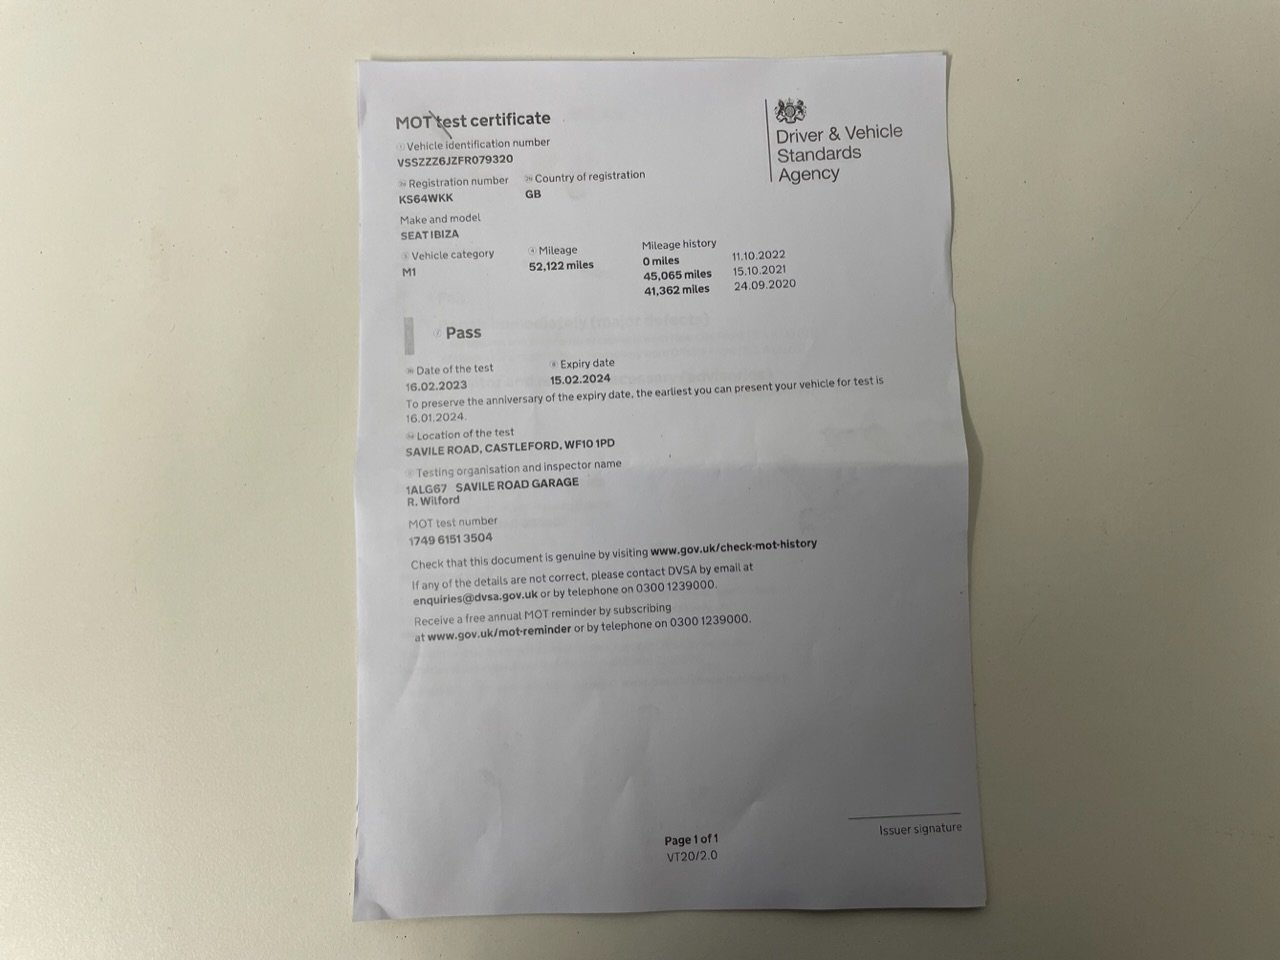 MOT test certificate
Driver & Vehicle
Standards
Agency
Vehicle identification number
VSSZZZ6JZFR079320
Registration number
Country of registration
KS64WKK
GB
Make and model
SEAT IBIZA
Vehicle category
Mileage
Mileage history
M1
52,122 miles
0 miles 11.10.2022
45,065 miles 15.10.2021
41,362 miles 24.09.2020
Pass
Date of the test
Expiry date
16.02.2023
15.02.2024
To preserve the anniversary of the expiry date, the earliest you can present your vehicle for test is
16.01.2024.
Location of the test
SAVILE ROAD, CASTLEFORD, WF10 1PD
Testing organisation and inspector name
1ALG67 SAVILE ROAD GARAGE
R. Wilford
MOT test number
1749 6151 3504
Check that this document is genuine by visiting www.gov.uk/check-mot-history
If any of the details are not correct, please contact DVSA by email at
enquiries@dvsa.gov.uk or by telephone on 0300 1239000.
Receive a free annual MOT reminder by subscribing
at www.gov.uk/mot-reminder or by telephone on 0300 1239000.
Issuer signature
Page 1 of 1
VT20/2.0